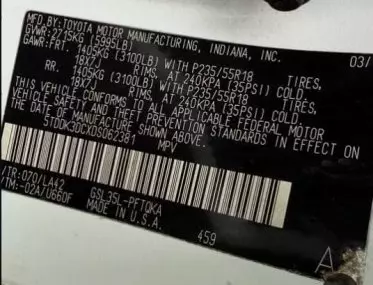 MFD. BY: TOYOTA MOTOR MANUFACTURING, INDIANA, INC. 03/
GVWR: 2715KG (5995LB)
GAWR: FRT. 1405KG (3100LB) WITH P235/55R18 TIRES,
18X7J RIMS, AT 240KPA (35PSI) COLD.
RR. 1405KG (3100LB) WITH P235/55R18 TIRES,
18X7J RIMS, AT 240KPA (35PSI) COLD.
THIS VEHICLE CONFORMS TO ALL APPLICABLE FEDERAL MOTOR
VEHICLE SAFETY AND THEFT PREVENTION STANDARDS IN EFFECT ON
THE DATE OF MANUFACTURE SHOWN ABOVE.
5TDDK3DCXDS062381 MPV
/TR: 070/LA42 GSL35L-PFTQKA
/TM: -02A/U660F MADE IN U.S.A. 459 A